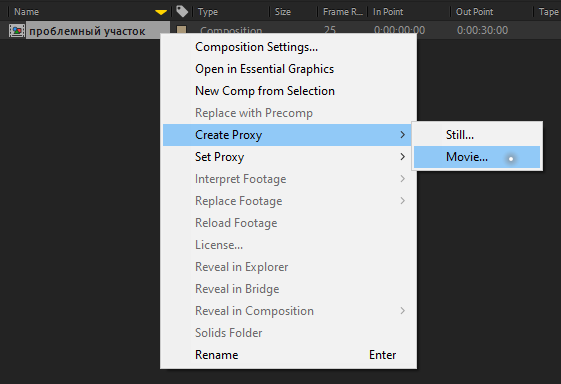 Name Type Size Frame R... In Point Out Point Tape
проблемный участок Composition 25 0:00:00:00 0:00:30:00
Composition Settings...
Open in Essential Graphics
New Comp from Selection
Replace with Precomp
Create Proxy
Still...
Set Proxy
Movie...
Interpret Footage
Replace Footage
Reload Footage
License...
Reveal in Explorer
Reveal in Bridge
Reveal in Composition
Solids Folder
Rename Enter